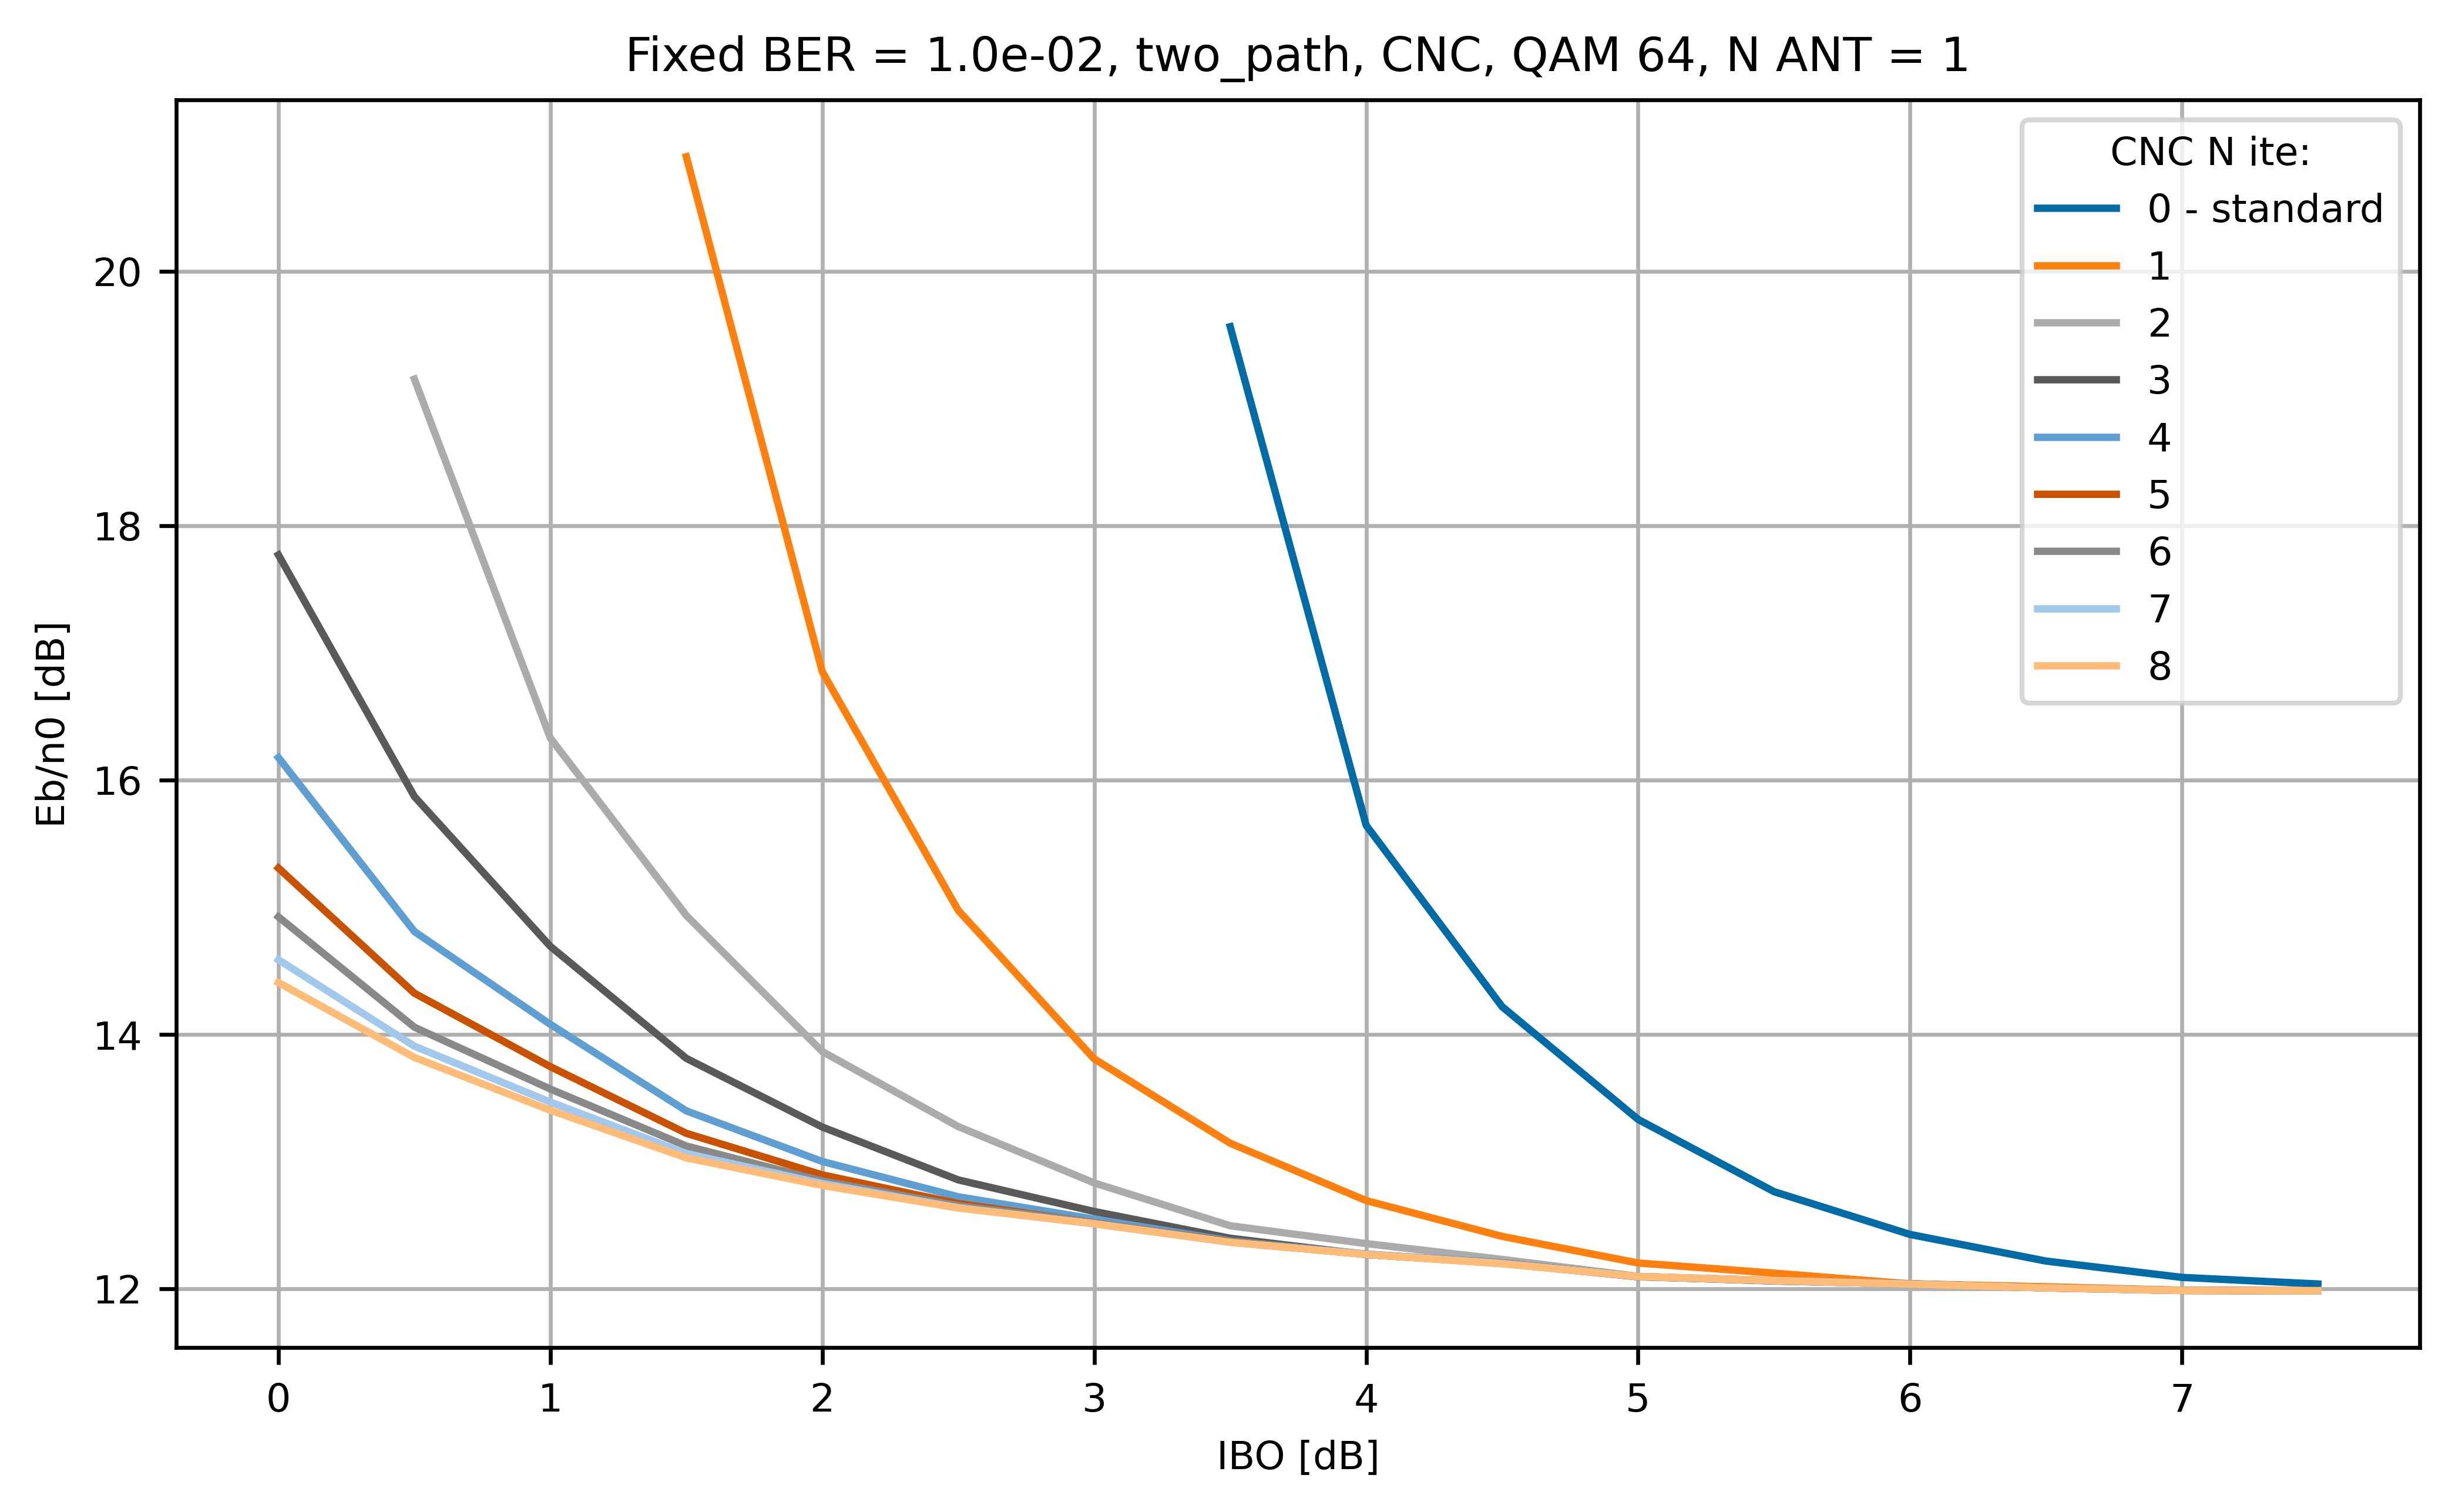 Fixed BER = 1.0e-02, two_path, CNC, QAM 64, N ANT = 1
CNC N ite:
0 - standard
1
2
3
4
5
6
7
8
20
18
16
14
12
Eb/n0 [dB]
0 1 2 3 4 5 6 7
IBO [dB]